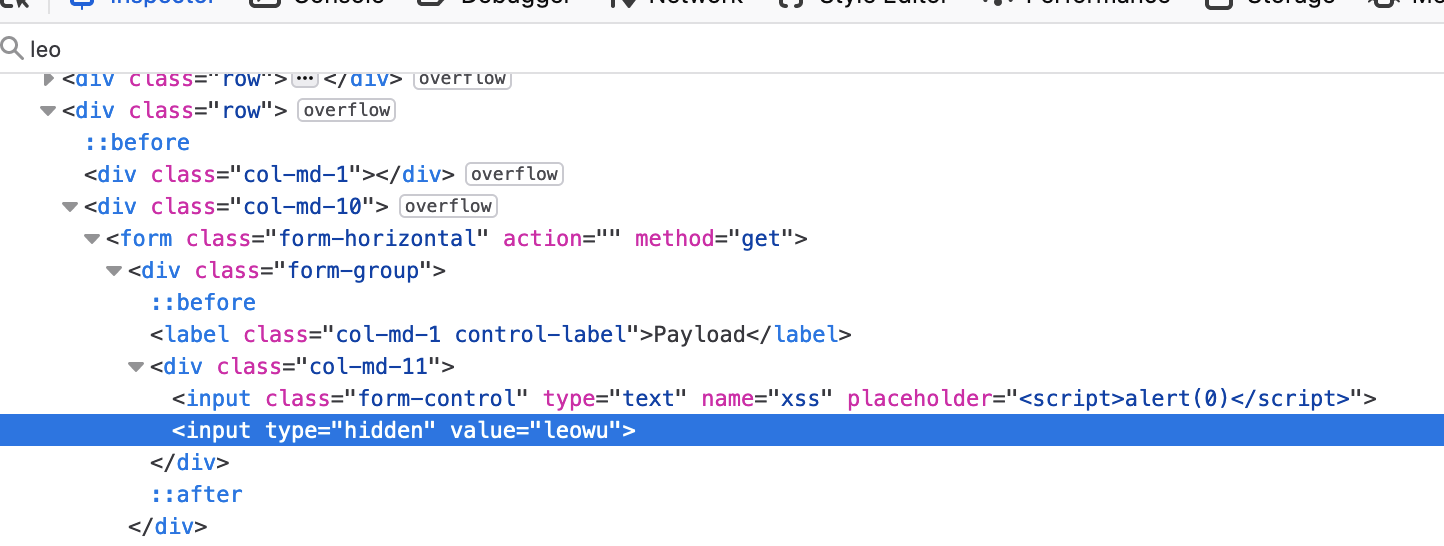 Inspector Console Debugger Network Style Editor Performance Storage
leo
<div class="row"> ••• </div> overflow
<div class="row"> overflow
::before
<div class="col-md-1"></div> overflow
<div class="col-md-10"> overflow
<form class="form-horizontal" action="" method="get">
<div class="form-group">
::before
<label class="col-md-1 control-label">Payload</label>
<div class="col-md-11">
<input class="form-control" type="text" name="xss" placeholder="<script>alert(0)</script>">
<input type="hidden" value="leowu">
</div>
::after
</div>